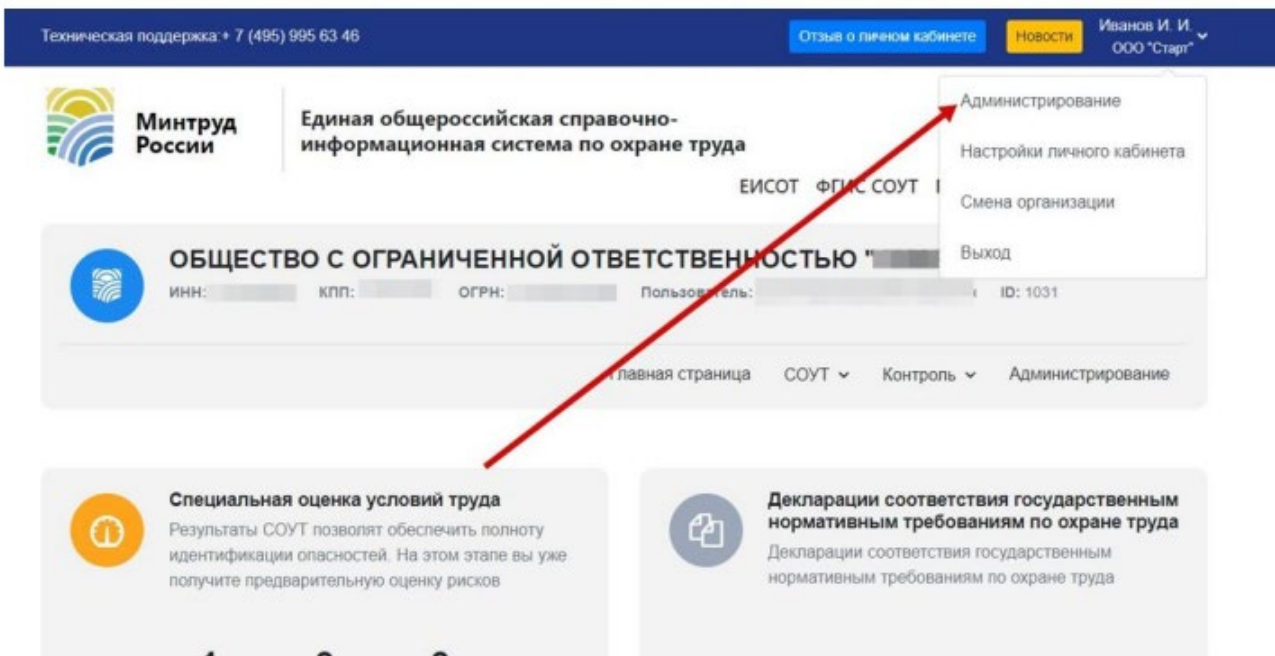 Техническая поддержка:+ 7 (495) 995 63 46
Отзыв о личном кабинете
Новости
Иванов И. И.
ООО "Старт"
Администрирование
Настройки личного кабинета
Смена организации
Выход
Минтруд
России
Единая общероссийская справочно-
информационная система по охране труда
ЕИСОТ ФГИС СОУТ
ОБЩЕСТВО С ОГРАНИЧЕННОЙ ОТВЕТСТВЕННОСТЬЮ "
ИНН: КПП: ОГРН: Пользователь: ID: 1031
Главная страница СОУТ Контроль Администрирование
Специальная оценка условий труда
Результаты СОУТ позволят обеспечить полноту
идентификации опасностей. На этом этапе вы уже
получите предварительную оценку рисков
Декларации соответствия государственным
нормативным требованиям по охране труда
Декларации соответствия государственным
нормативным требованиям по охране труда